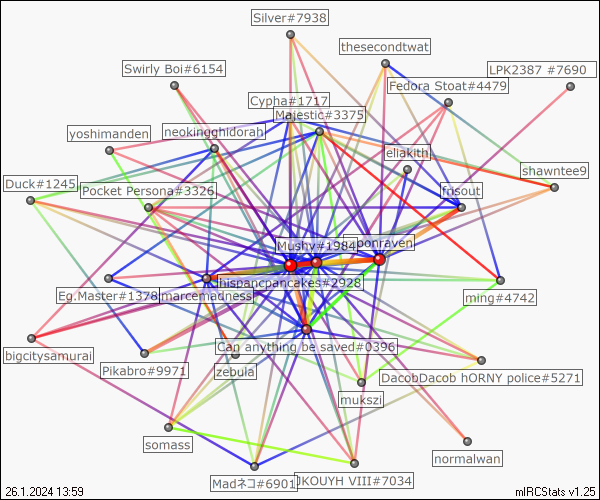 Silver#7938
thesecondtwat
Swirly Boi#6154
LPK2387 #7690
Fedora Stoat#4479
Cypha#1717
Majestic#3375
yoshimanden
neokingghidorah
eliakith
shawntee9
Duck#1245
Pocket Persona#3326
frisout
Mushy#1984
onraven
hispancpancakes#2928
Eg.Master#1378
marcemadness
ming#4742
Can anything be saved#0396
bigcitysamurai
Pikabro#9971
zebula
DacobDacob hORNY police#5271
mukszi
somass
normalwan
Madネコ#6901
JKOUYH VIII#7034
26.1.2024 13:59
mIRCStats v1.25